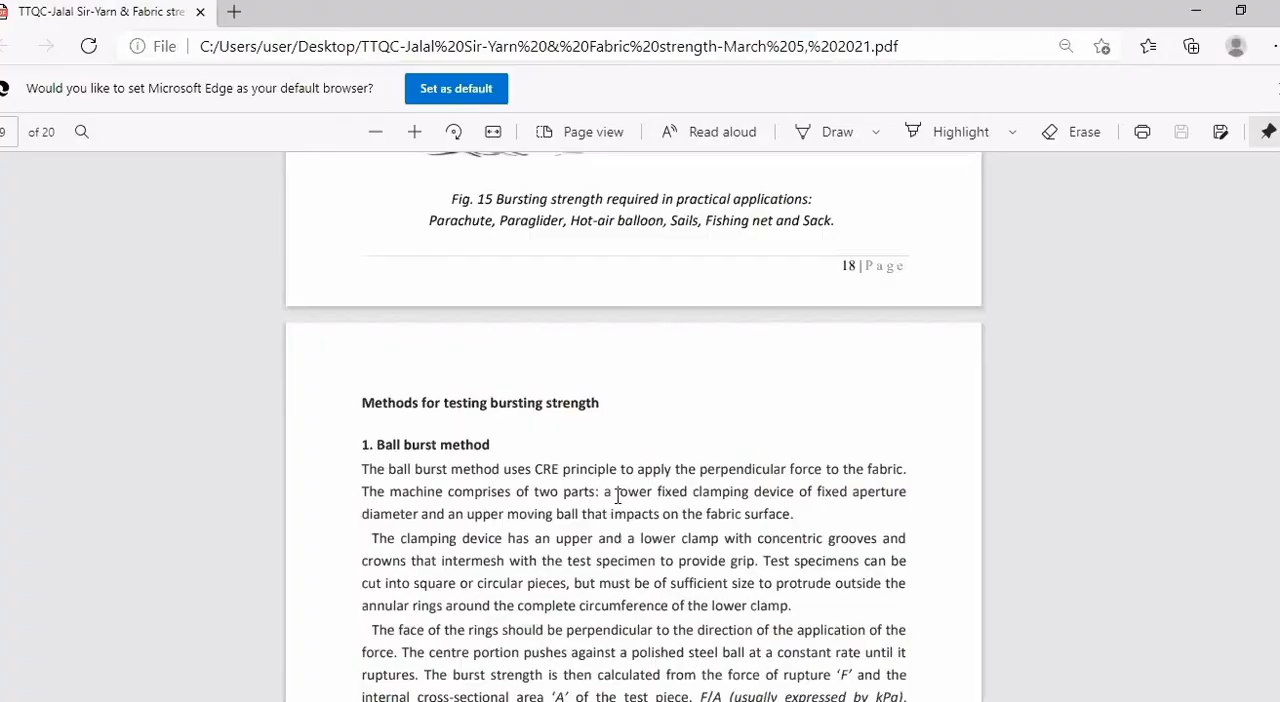 TTQC-Jalal Sir-Yarn & Fabric stre
File C:/Users/user/Desktop/TTQC-Jalal%20Sir-Yarn%20&%20Fabric%20strength-March%205,%202021.pdf
Would you like to set Microsoft Edge as your default browser? Set as default
9 of 20 Page view Read aloud Draw Highlight Erase
Fig. 15 Bursting strength required in practical applications:
Parachute, Paraglider, Hot-air balloon, Sails, Fishing net and Sack.
18 | Page
Methods for testing bursting strength
1. Ball burst method
The ball burst method uses CRE principle to apply the perpendicular force to the fabric.
The machine comprises of two parts: a lower fixed clamping device of fixed aperture
diameter and an upper moving ball that impacts on the fabric surface.
The clamping device has an upper and a lower clamp with concentric grooves and
crowns that intermesh with the test specimen to provide grip. Test specimens can be
cut into square or circular pieces, but must be of sufficient size to protrude outside the
annular rings around the complete circumference of the lower clamp.
The face of the rings should be perpendicular to the direction of the application of the
force. The centre portion pushes against a polished steel ball at a constant rate until it
ruptures. The burst strength is then calculated from the force of rupture ‘F’ and the
internal cross-sectional area ‘A’ of the test piece. F/A (usually expressed by kPa).